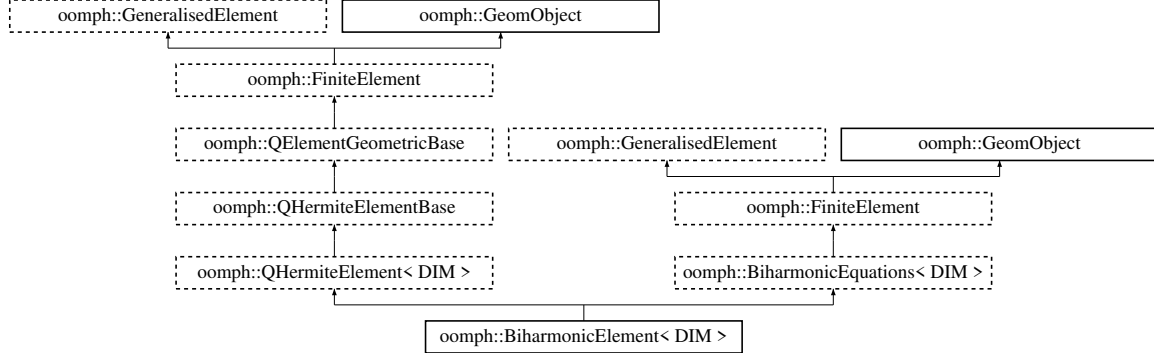 oomph::GeneralisedElement
oomph::GeomObject
oomph::FiniteElement
oomph::QElementGeometricBase
oomph::GeneralisedElement
oomph::GeomObject
oomph::QHermiteElementBase
oomph::FiniteElement
oomph::QHermiteElement< DIM >
oomph::BiharmonicEquations< DIM >
oomph::BiharmonicElement< DIM >